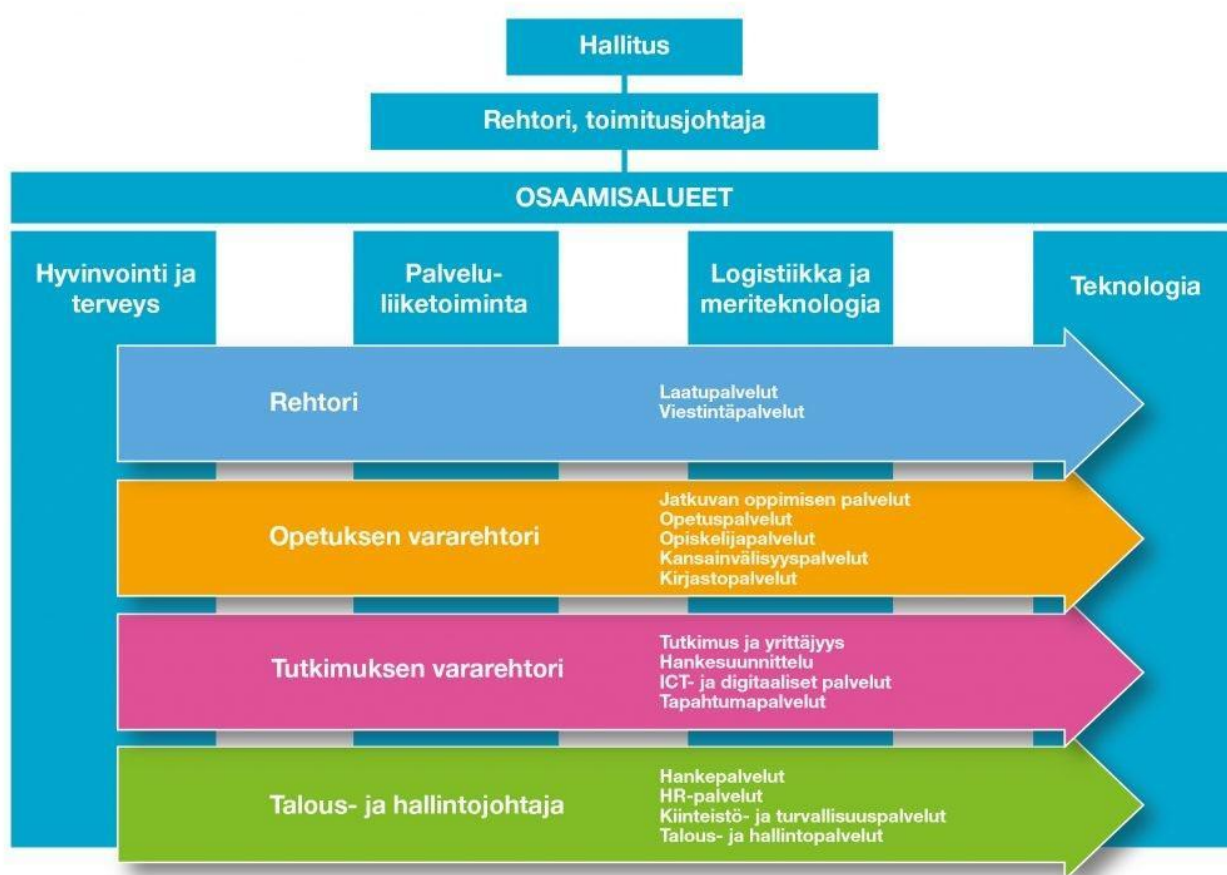 Hallitus
Rehtori, toimitusjohtaja
OSAAMISALUEET
Hyvinvointi ja
terveys
Palvelu-
liiketoiminta
Logistiikka ja
meriteknologia
Teknologia
Rehtori
Laatupalvelut
Viestintäpalvelut
Opetuksen vararehtori
Jatkuvan oppimisen palvelut
Opetuspalvelut
Opiskelijapalvelut
Kansainvälisyyspalvelut
Kirjastopalvelut
Tutkimuksen vararehtori
Tutkimus ja yrittäjyys
Hankesuunnittelu
ICT- ja digitaaliset palvelut
Tapahtumapalvelut
Talous- ja hallintojohtaja
Hankepalvelut
HR-palvelut
Kiinteistö- ja turvallisuuspalvelut
Talous- ja hallintopalvelut